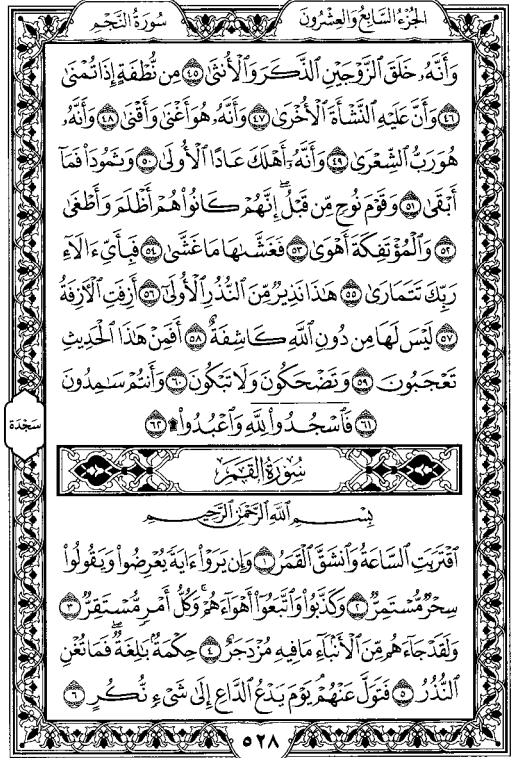 الجُزْءُ السَّابِعُ وَالعِشْرُونَ سُورَةُ النَّجْمِ
وَأَنَّهُۥ خَلَقَ ٱلزَّوْجَيْنِ ٱلذَّكَرَ وَٱلْأُنثَىٰ ٤٥ مِن نُّطْفَةٍ إِذَا تُمْنَىٰ
٤٦ وَأَنَّ عَلَيْهِ ٱلنَّشْأَةَ ٱلْأُخْرَىٰ ٤٧ وَأَنَّهُۥ هُوَ أَغْنَىٰ وَأَقْنَىٰ ٤٨ وَأَنَّهُۥ
هُوَ رَبُّ ٱلشِّعْرَىٰ ٤٩ وَأَنَّهُۥٓ أَهْلَكَ عَادًا ٱلْأُولَىٰ ٥٠ وَثَمُودَا۟ فَمَآ
أَبْقَىٰ ٥١ وَقَوْمَ نُوحٍ مِّن قَبْلُ ۖ إِنَّهُمْ كَانُوا۟ هُمْ أَظْلَمَ وَأَطْغَىٰ
٥٢ وَٱلْمُؤْتَفِكَةَ أَهْوَىٰ ٥٣ فَغَشَّىٰهَا مَا غَشَّىٰ ٥٤ فَبِأَىِّ ءَالَآءِ
رَبِّكَ تَتَمَارَىٰ ٥٥ هَٰذَا نَذِيرٌ مِّنَ ٱلنُّذُرِ ٱلْأُولَىٰٓ ٥٦ أَزِفَتِ ٱلْءَازِفَةُ
٥٧ لَيْسَ لَهَا مِن دُونِ ٱللَّهِ كَاشِفَةٌ ٥٨ أَفَمِنْ هَٰذَا ٱلْحَدِيثِ
تَعْجَبُونَ ٥٩ وَتَضْحَكُونَ وَلَا تَبْكُونَ ٦٠ وَأَنتُمْ سَٰمِدُونَ
٦١ فَٱسْجُدُوا۟ لِلَّهِ وَٱعْبُدُوا۟ ۩ ٦٢
سَجْدَة
سُورَةُ القَمَرِ
بِسْمِ ٱللَّهِ ٱلرَّحْمَٰنِ ٱلرَّحِيمِ
ٱقْتَرَبَتِ ٱلسَّاعَةُ وَٱنشَقَّ ٱلْقَمَرُ ١ وَإِن يَرَوْا۟ ءَايَةً يُعْرِضُوا۟ وَيَقُولُوا۟
سِحْرٌ مُّسْتَمِرٌّ ٢ وَكَذَّبُوا۟ وَٱتَّبَعُوٓا۟ أَهْوَآءَهُمْ ۚ وَكُلُّ أَمْرٍ مُّسْتَقِرٌّ ٣
وَلَقَدْ جَآءَهُم مِّنَ ٱلْأَنۢبَآءِ مَا فِيهِ مُزْدَجَرٌ ٤ حِكْمَةٌۢ بَٰلِغَةٌ ۖ فَمَا تُغْنِ
ٱلنُّذُرُ ٥ فَتَوَلَّ عَنْهُمْ ۘ يَوْمَ يَدْعُ ٱلدَّاعِ إِلَىٰ شَىْءٍ نُّكُرٍ ٦
٥٢٨